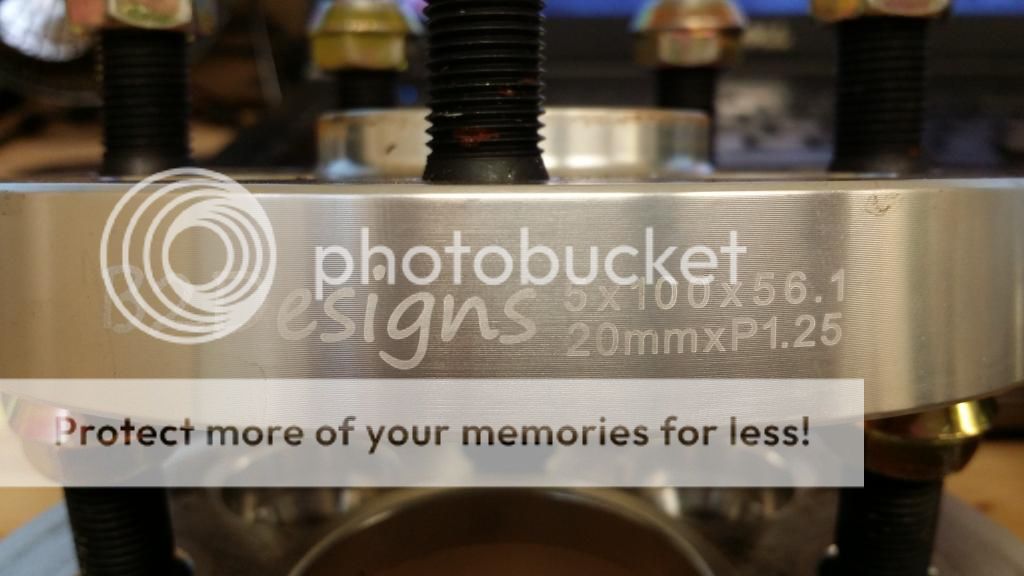 photobucket
esigns
5x100x56.1
20mmxP1.25
Protect more of your memories for less!